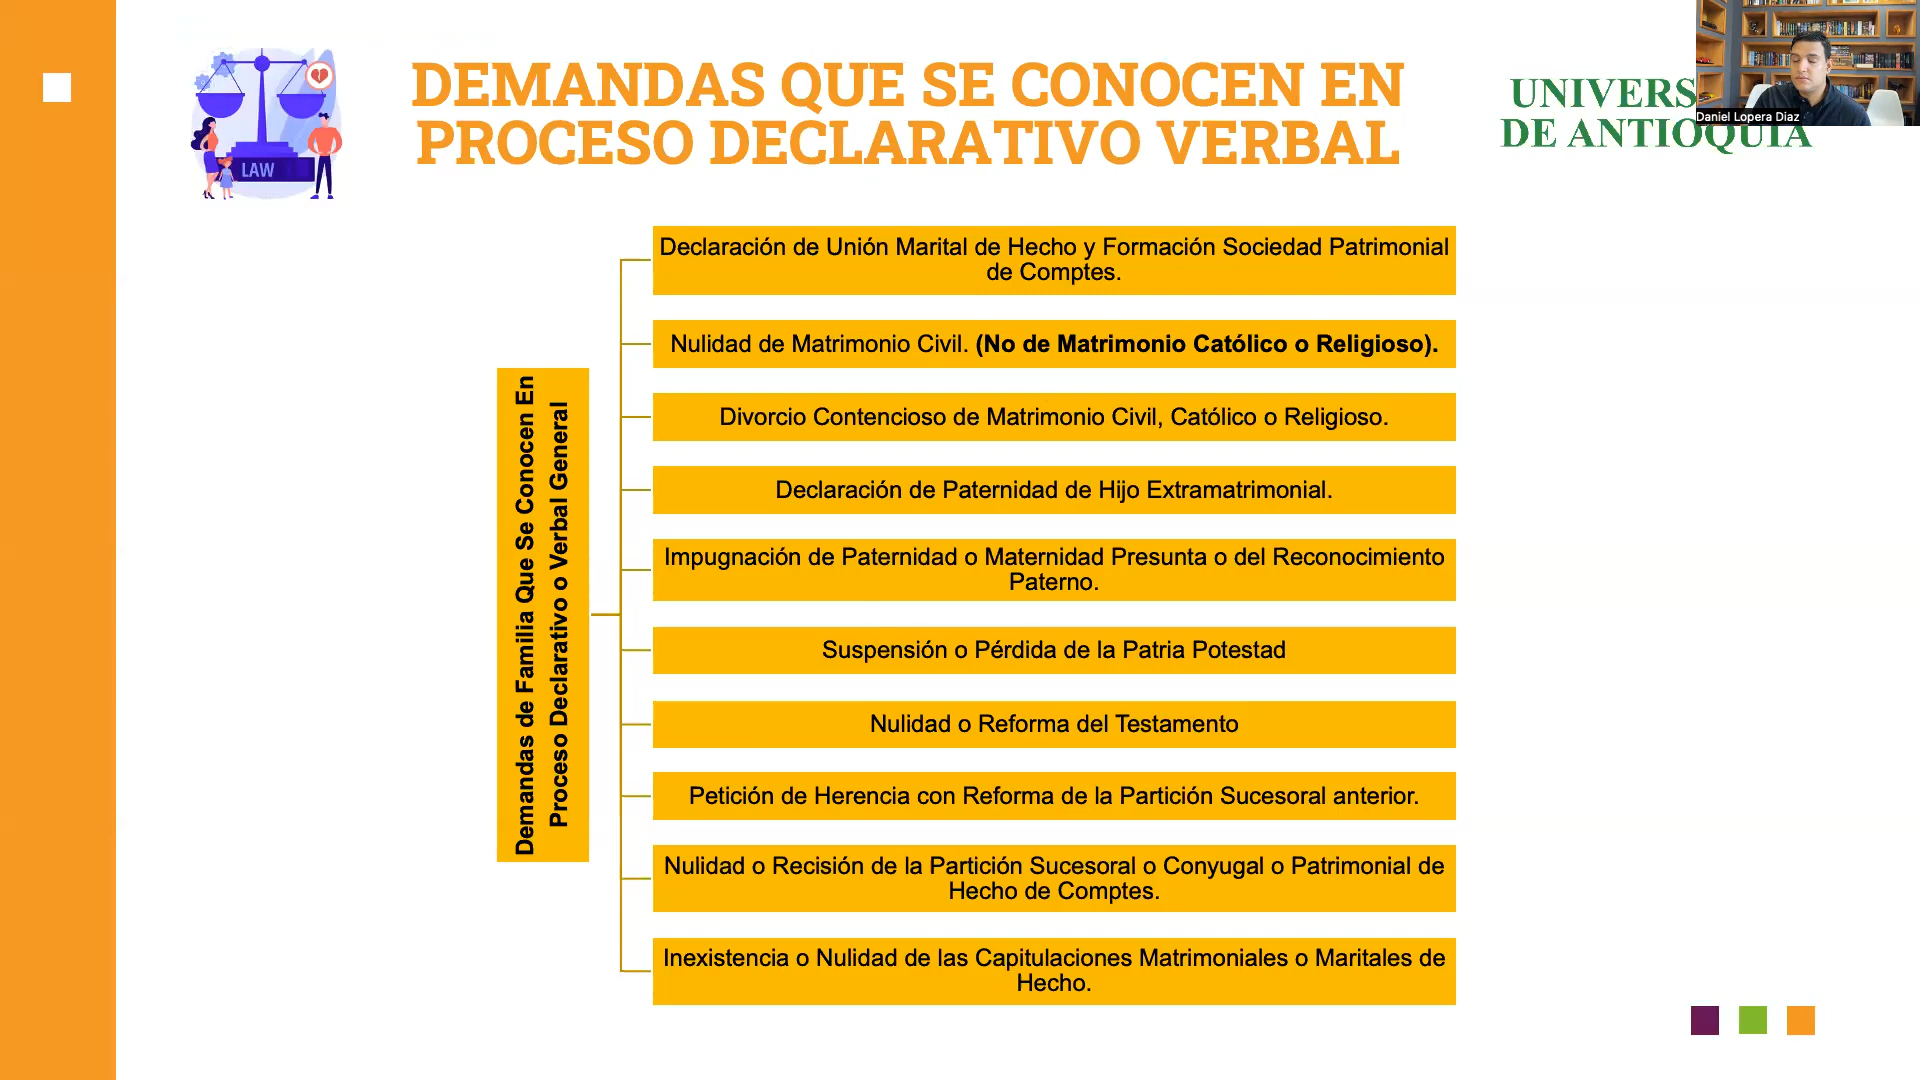 DEMANDAS QUE SE CONOCEN EN
PROCESO DECLARATIVO VERBAL
LAW
UNIVERS
DE ANTIOQUIA
Daniel Lopera Diaz
Demandas de Familia Que Se Conocen En
Proceso Declarativo o Verbal General
Declaración de Unión Marital de Hecho y Formación Sociedad Patrimonial
de Comptes.
Nulidad de Matrimonio Civil. (No de Matrimonio Católico o Religioso).
Divorcio Contencioso de Matrimonio Civil, Católico o Religioso.
Declaración de Paternidad de Hijo Extramatrimonial.
Impugnación de Paternidad o Maternidad Presunta o del Reconocimiento
Paterno.
Suspensión o Pérdida de la Patria Potestad
Nulidad o Reforma del Testamento
Petición de Herencia con Reforma de la Partición Sucesoral anterior.
Nulidad o Recisión de la Partición Sucesoral o Conyugal o Patrimonial de
Hecho de Comptes.
Inexistencia o Nulidad de las Capitulaciones Matrimoniales o Maritales de
Hecho.